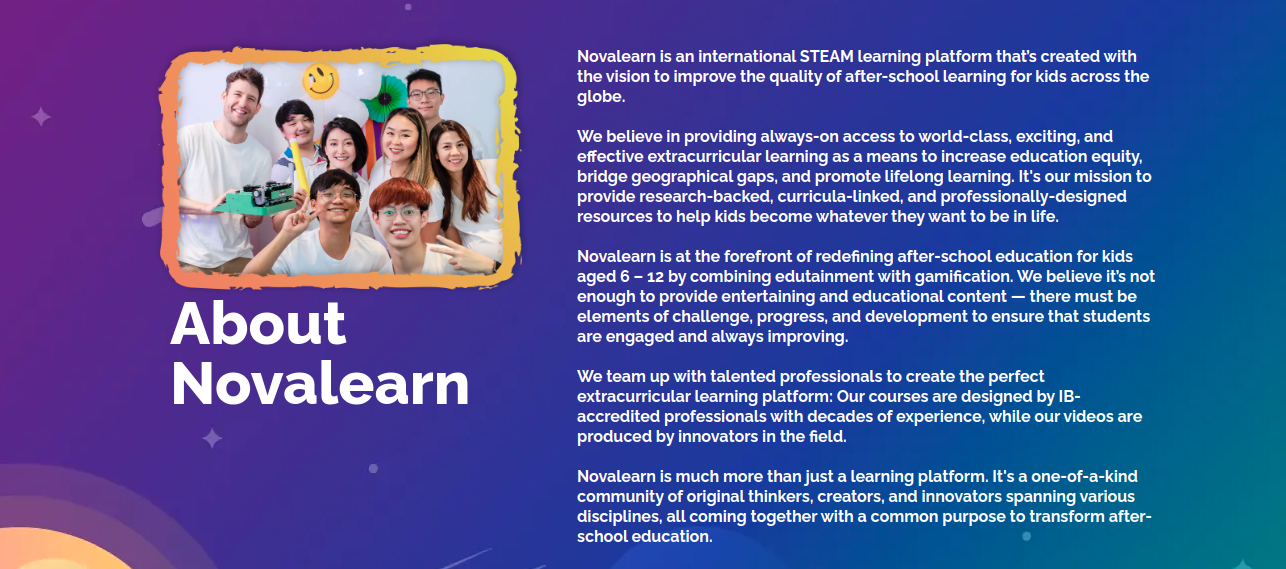 About
Novalearn
Novalearn is an international STEAM learning platform that's created with
the vision to improve the quality of after-school learning for kids across the
globe.
We believe in providing always-on access to world-class, exciting, and
effective extracurricular learning as a means to increase education equity,
bridge geographical gaps, and promote lifelong learning. It's our mission to
provide research-backed, curricula-linked, and professionally-designed
resources to help kids become whatever they want to be in life.
Novalearn is at the forefront of redefining after-school education for kids
aged 6 – 12 by combining edutainment with gamification. We believe it's not
enough to provide entertaining and educational content — there must be
elements of challenge, progress, and development to ensure that students
are engaged and always improving.
We team up with talented professionals to create the perfect
extracurricular learning platform: Our courses are designed by IB-
accredited professionals with decades of experience, while our videos are
produced by innovators in the field.
Novalearn is much more than just a learning platform. It's a one-of-a-kind
community of original thinkers, creators, and innovators spanning various
disciplines, all coming together with a common purpose to transform after-
school education.